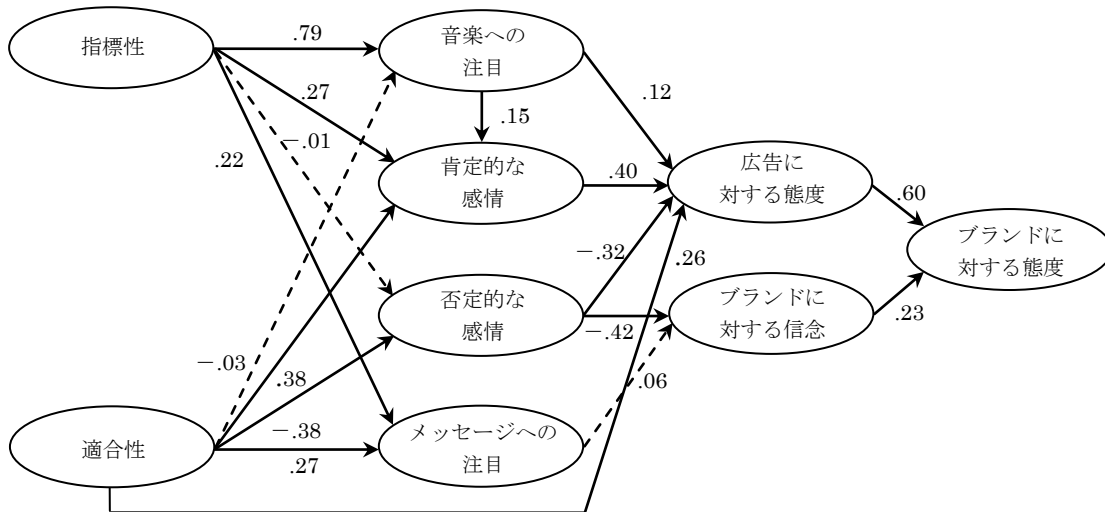 指標性
.79
音楽への
注目
.12
.27
.15
−.01
.22
肯定的な
感情
.40
広告に
対する態度
.60
ブランドに
対する態度
−.32
.26
否定的な
感情
−.42
ブランドに
対する信念
.23
−.03
.38
.06
適合性
−.38
.27
メッセージへの
注目